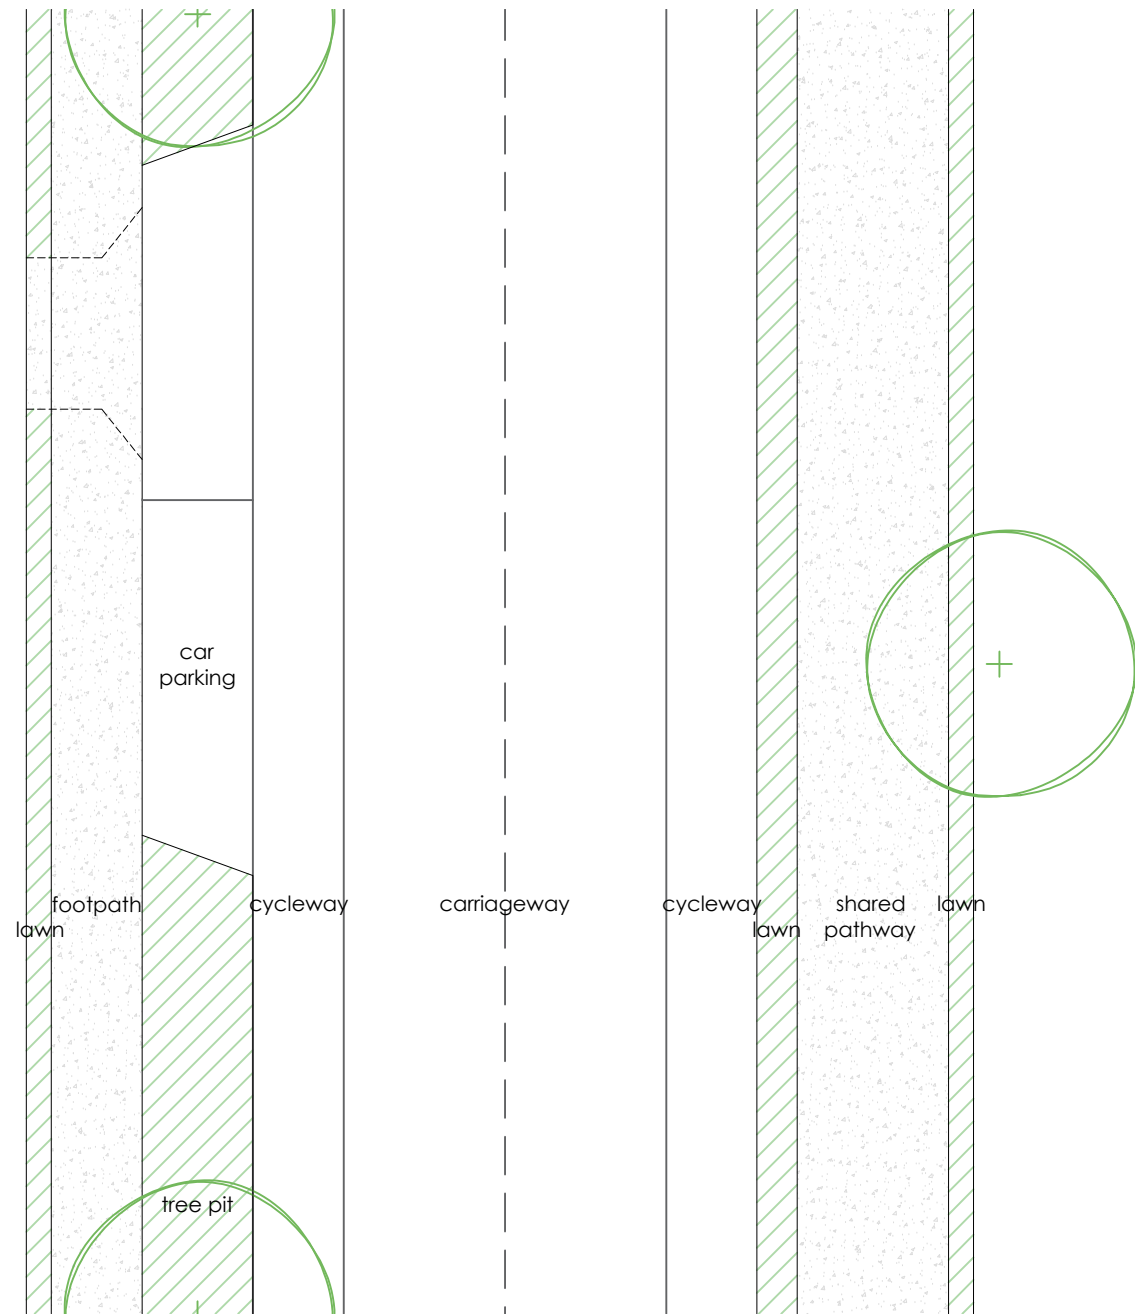 car
parking
footpath
lawn
cycleway
carriageway
cycleway
lawn
shared
pathway
lawn
tree pit